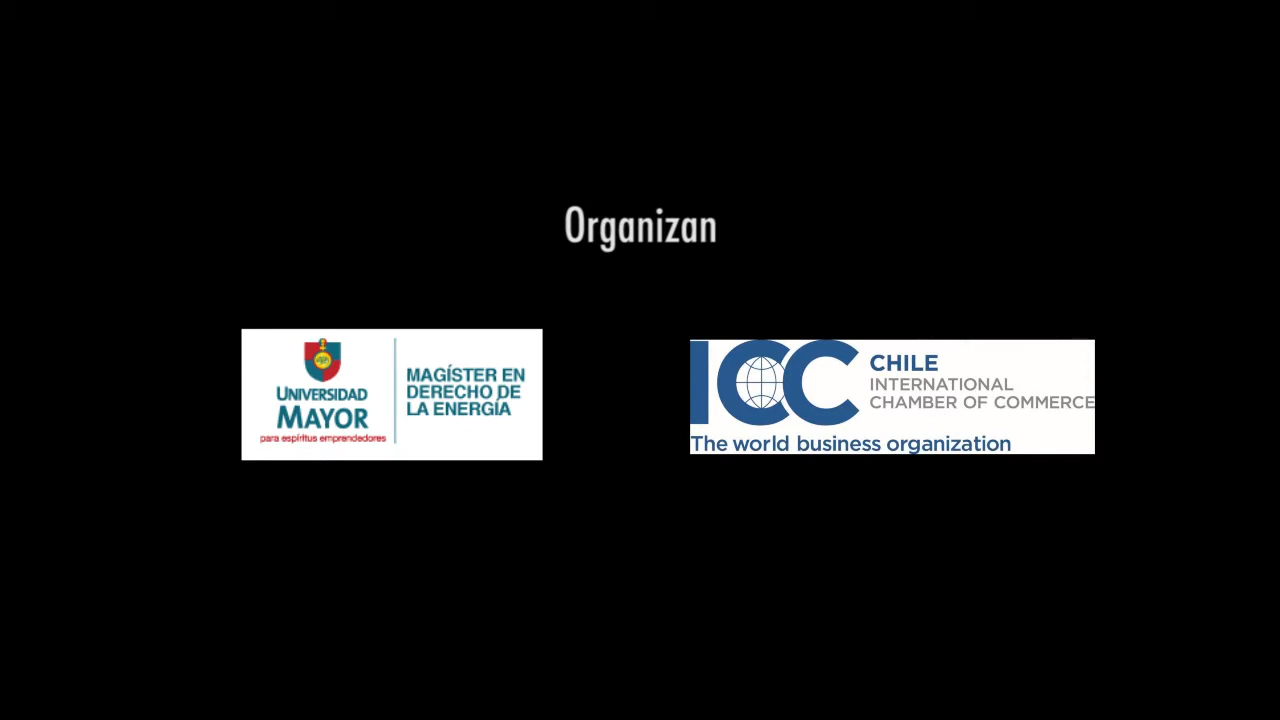 Organizan
UNIVERSIDAD
MAYOR
para espíritus emprendedores
MAGÍSTER EN
DERECHO DE
LA ENERGÍA
ICC
CHILE
INTERNATIONAL
CHAMBER OF COMMERCE
The world business organization